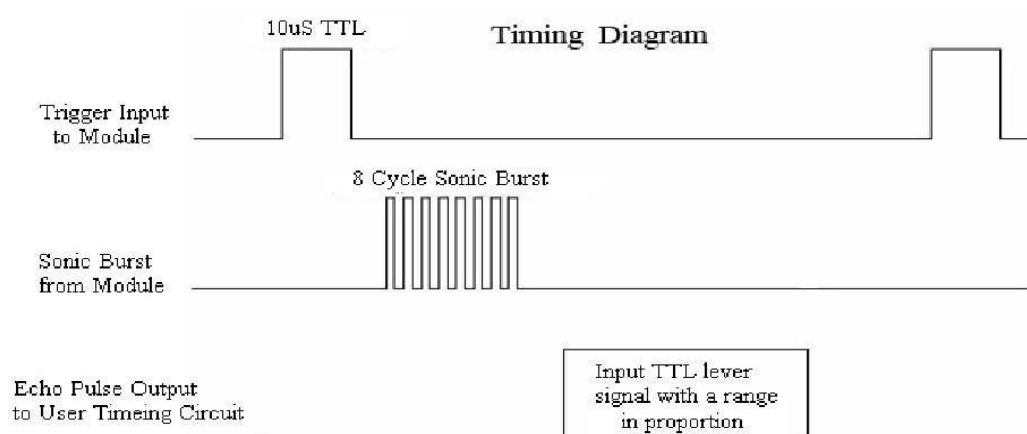 10uS TTL
Timing Diagram
Trigger Input
to Module
8 Cycle Sonic Burst
Sonic Burst
from Module
Echo Pulse Output
to User Timeing Circuit
Input TTL lever
signal with a range
in proportion